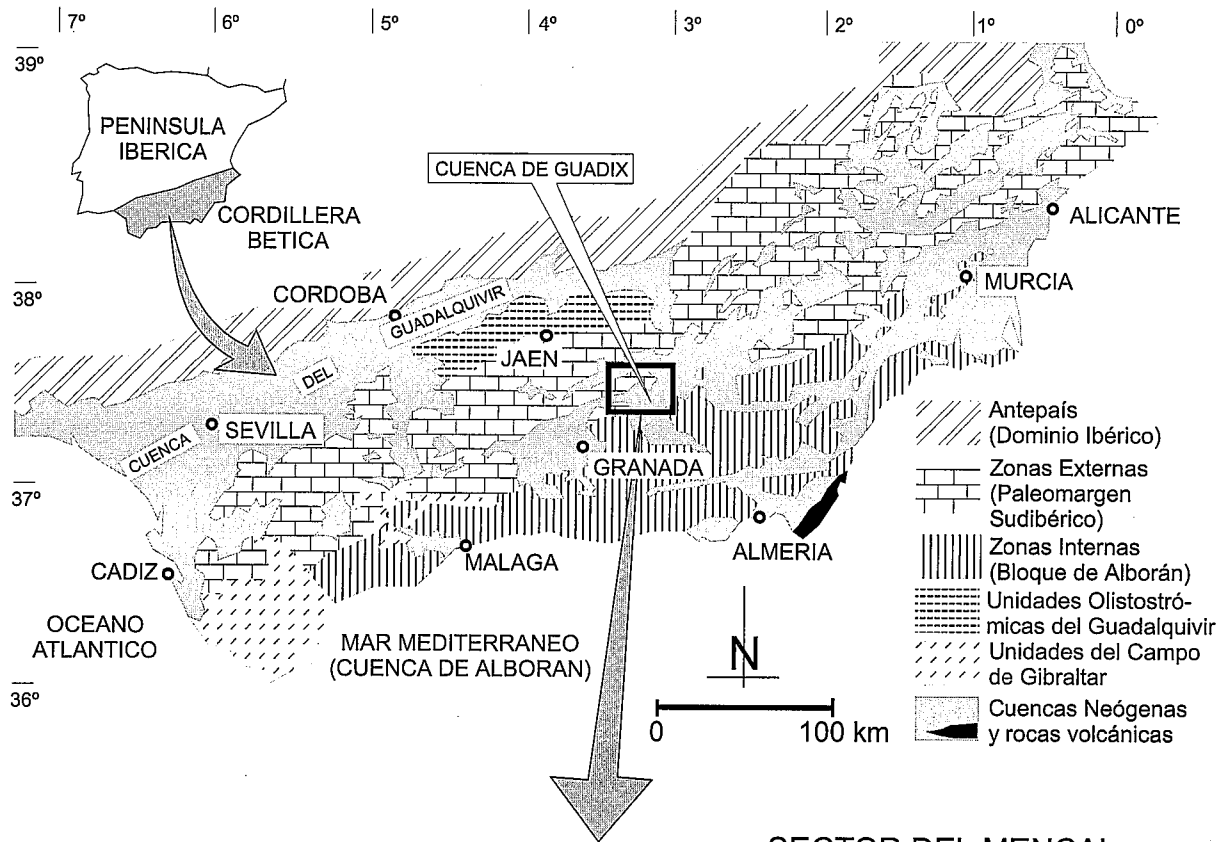 7º
6º
5º
4º
3º
2º
1º
0º
39º
38º
37º
36º
PENINSULA
IBERICA
CORDILLERA
BETICA
CUENCA DE GUADIX
CORDOBA
GUADALQUIVIR
DEL
CUENCA
JAEN
SEVILLA
GRANADA
ALICANTE
MURCIA
ALMERIA
MALAGA
CADIZ
OCEANO
ATLANTICO
MAR MEDITERRANEO
(CUENCA DE ALBORAN)
N
0 100 km
Antepaís
(Dominio Ibérico)
Zonas Externas
(Paleomargen
Sudibérico)
Zonas Internas
(Bloque de Alborán)
Unidades Olistostró-
micas del Guadalquivir
Unidades del Campo
de Gibraltar
Cuencas Neógenas
y rocas volcánicas